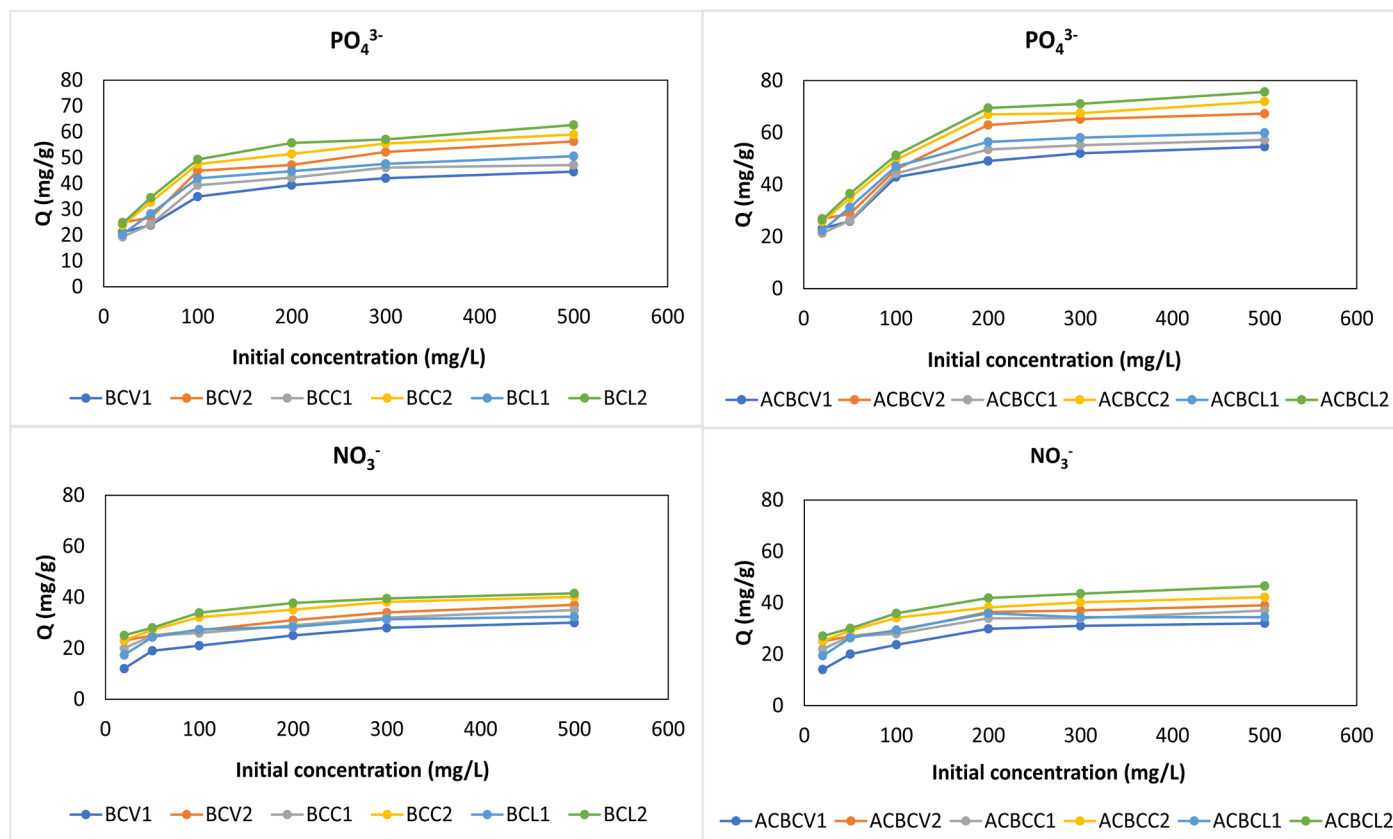 PO₄³⁻
80
70
60
50
40
30
20
10
0
Q (mg/g)
0 100 200 300 400 500 600
Initial concentration (mg/L)
BCV1 BCV2 BCC1 BCC2 BCL1 BCL2
PO₄³⁻
80
60
40
20
0
Q (mg/g)
0 100 200 300 400 500 600
Initial concentration (mg/L)
ACBCV1 ACBCV2 ACBCC1 ACBCC2 ACBCL1 ACBCL2
NO₃⁻
80
60
40
20
0
Q (mg/g)
0 100 200 300 400 500 600
Initial concentration (mg/L)
BCV1 BCV2 BCC1 BCC2 BCL1 BCL2
NO₃⁻
80
60
40
20
0
Q (mg/g)
0 100 200 300 400 500 600
Initial concentration (mg/L)
ACBCV1 ACBCV2 ACBCC1 ACBCC2 ACBCL1 ACBCL2